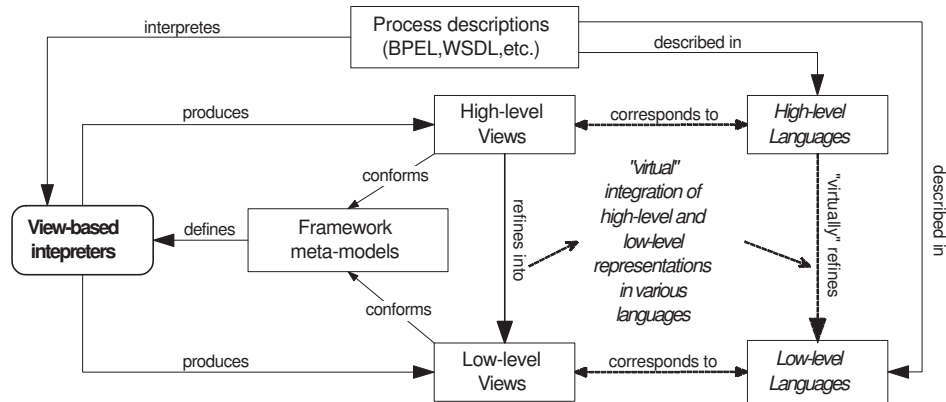 Process descriptions
(BPEL,WSDL,etc.)
interpretes
described in
produces
High-level
Views
corresponds to
High-level
Languages
conforms
"virtual"
integration of
high-level and
low-level
representations
in various
languages
refines into
"virtually" refines
described in
View-based
intepreters
defines
Framework
meta-models
conforms
produces
Low-level
Views
corresponds to
Low-level
Languages